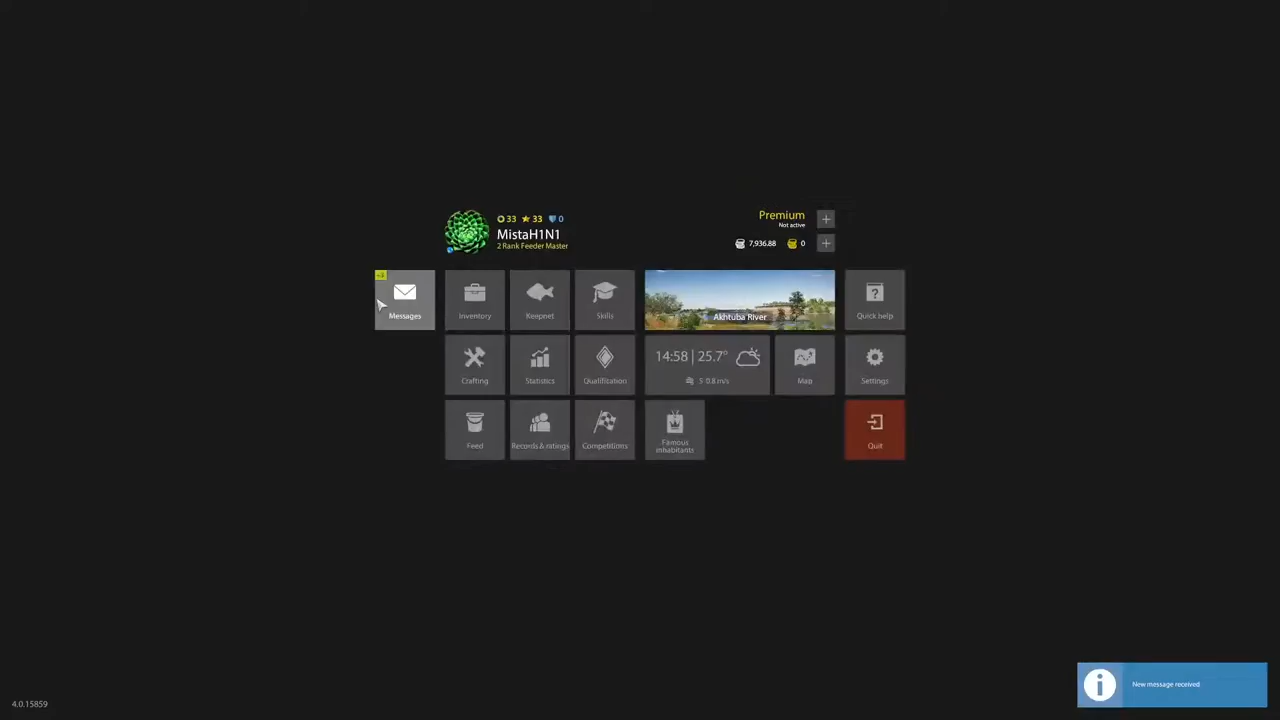 33 33 0
MistaH1N1
2 Rank Feeder Master
Premium
Not active
7,936.88 0
Messages
Inventory
Keepnet
Skills
Akhtuba River
Quick help
Crafting
Statistics
Qualification
14:58 | 25.7°
S 0.8 m/s
Map
Settings
Feed
Records & ratings
Competitions
Famous
inhabitants
Quit
New message received
4.0.15859